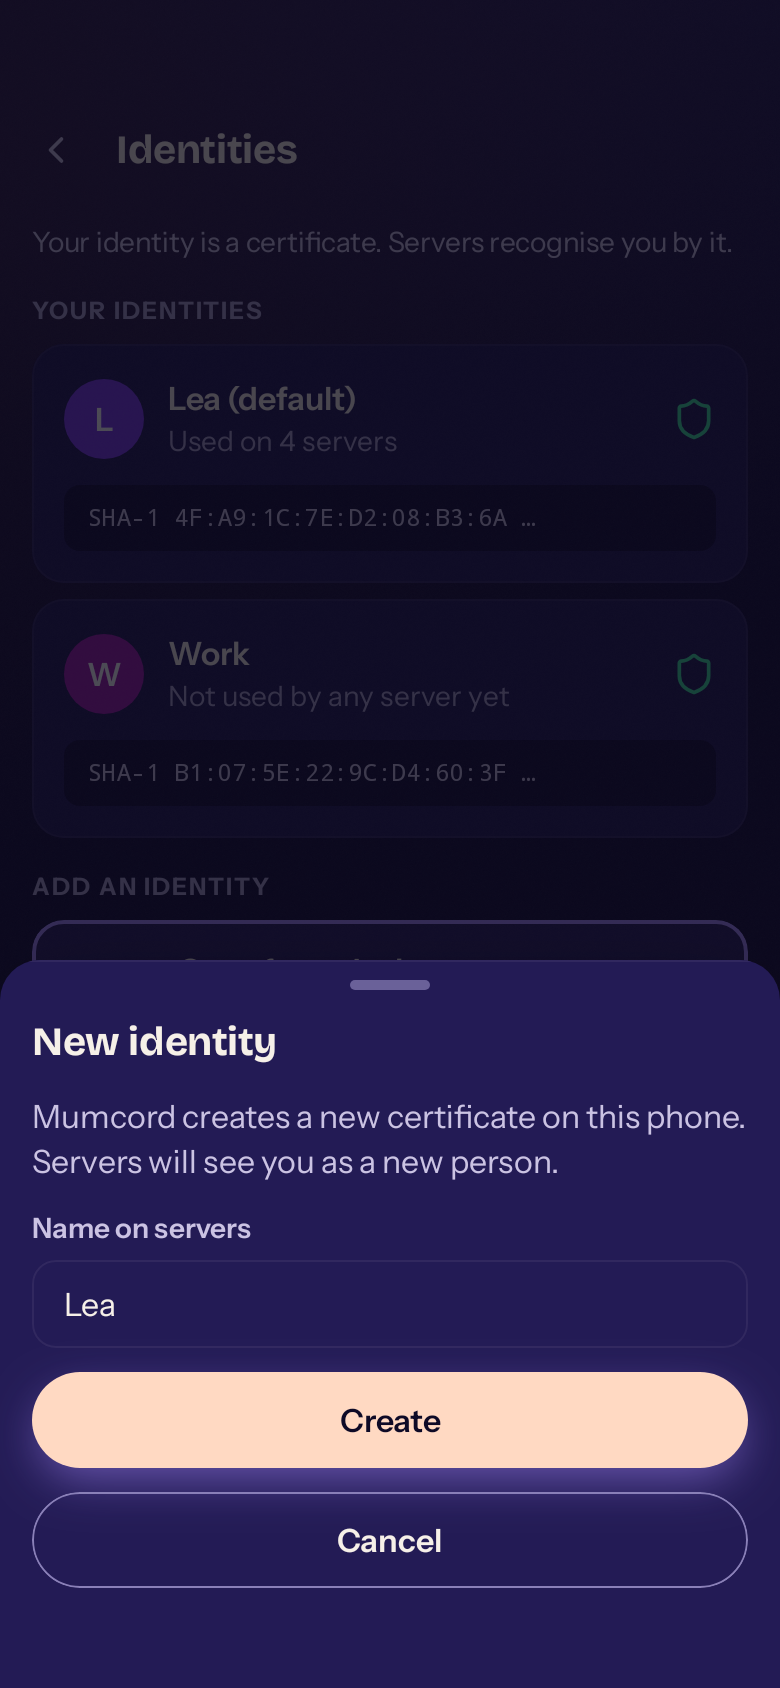 Identities
Your identity is a certificate. Servers recognise you by it.
YOUR IDENTITIES
L
Lea (default)
Used on 4 servers
SHA-1 4F:A9:1C:7E:D2:08:B3:6A …
W
Work
Not used by any server yet
SHA-1 B1:07:5E:22:9C:D4:60:3F …
ADD AN IDENTITY
New identity
Mumcord creates a new certificate on this phone.
Servers will see you as a new person.
Name on servers
Lea
Create
Cancel